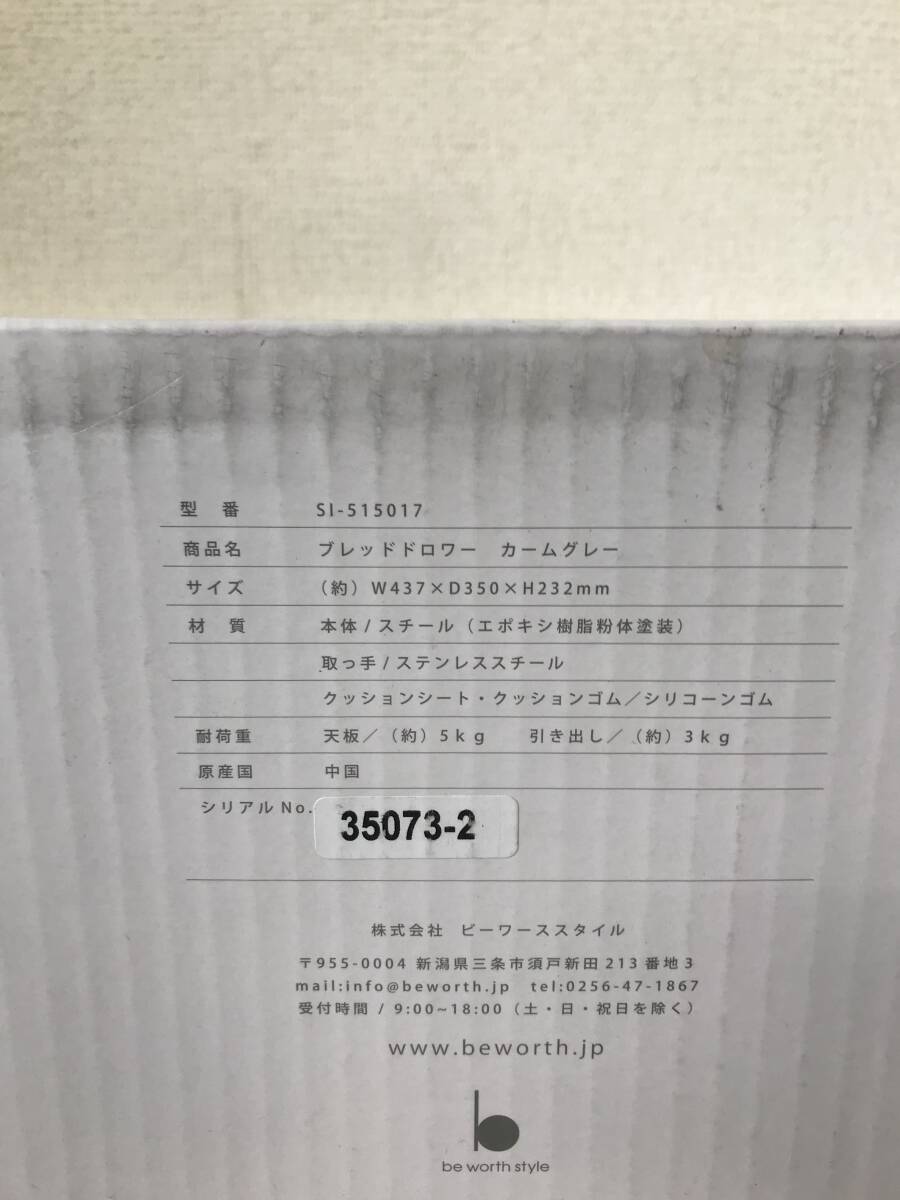 型 番 SI-515017
商品名 ブレッドドロワー カームグレー
サイズ （約）W437×D350×H232mm
材 質 本体/スチール（エポキシ樹脂粉体塗装）
取っ手/ステンレススチール
クッションシート・クッションゴム／シリコーンゴム
耐荷重 天板／（約）5kg 引き出し／（約）3kg
原産国 中国
シリアルNo. 35073-2
株式会社 ビーワーススタイル
〒955-0004 新潟県三条市須戸新田213番地3
mail:info@beworth.jp tel:0256-47-1867
受付時間 / 9:00~18:00（土・日・祝日を除く）
www.beworth.jp
b
be worth style